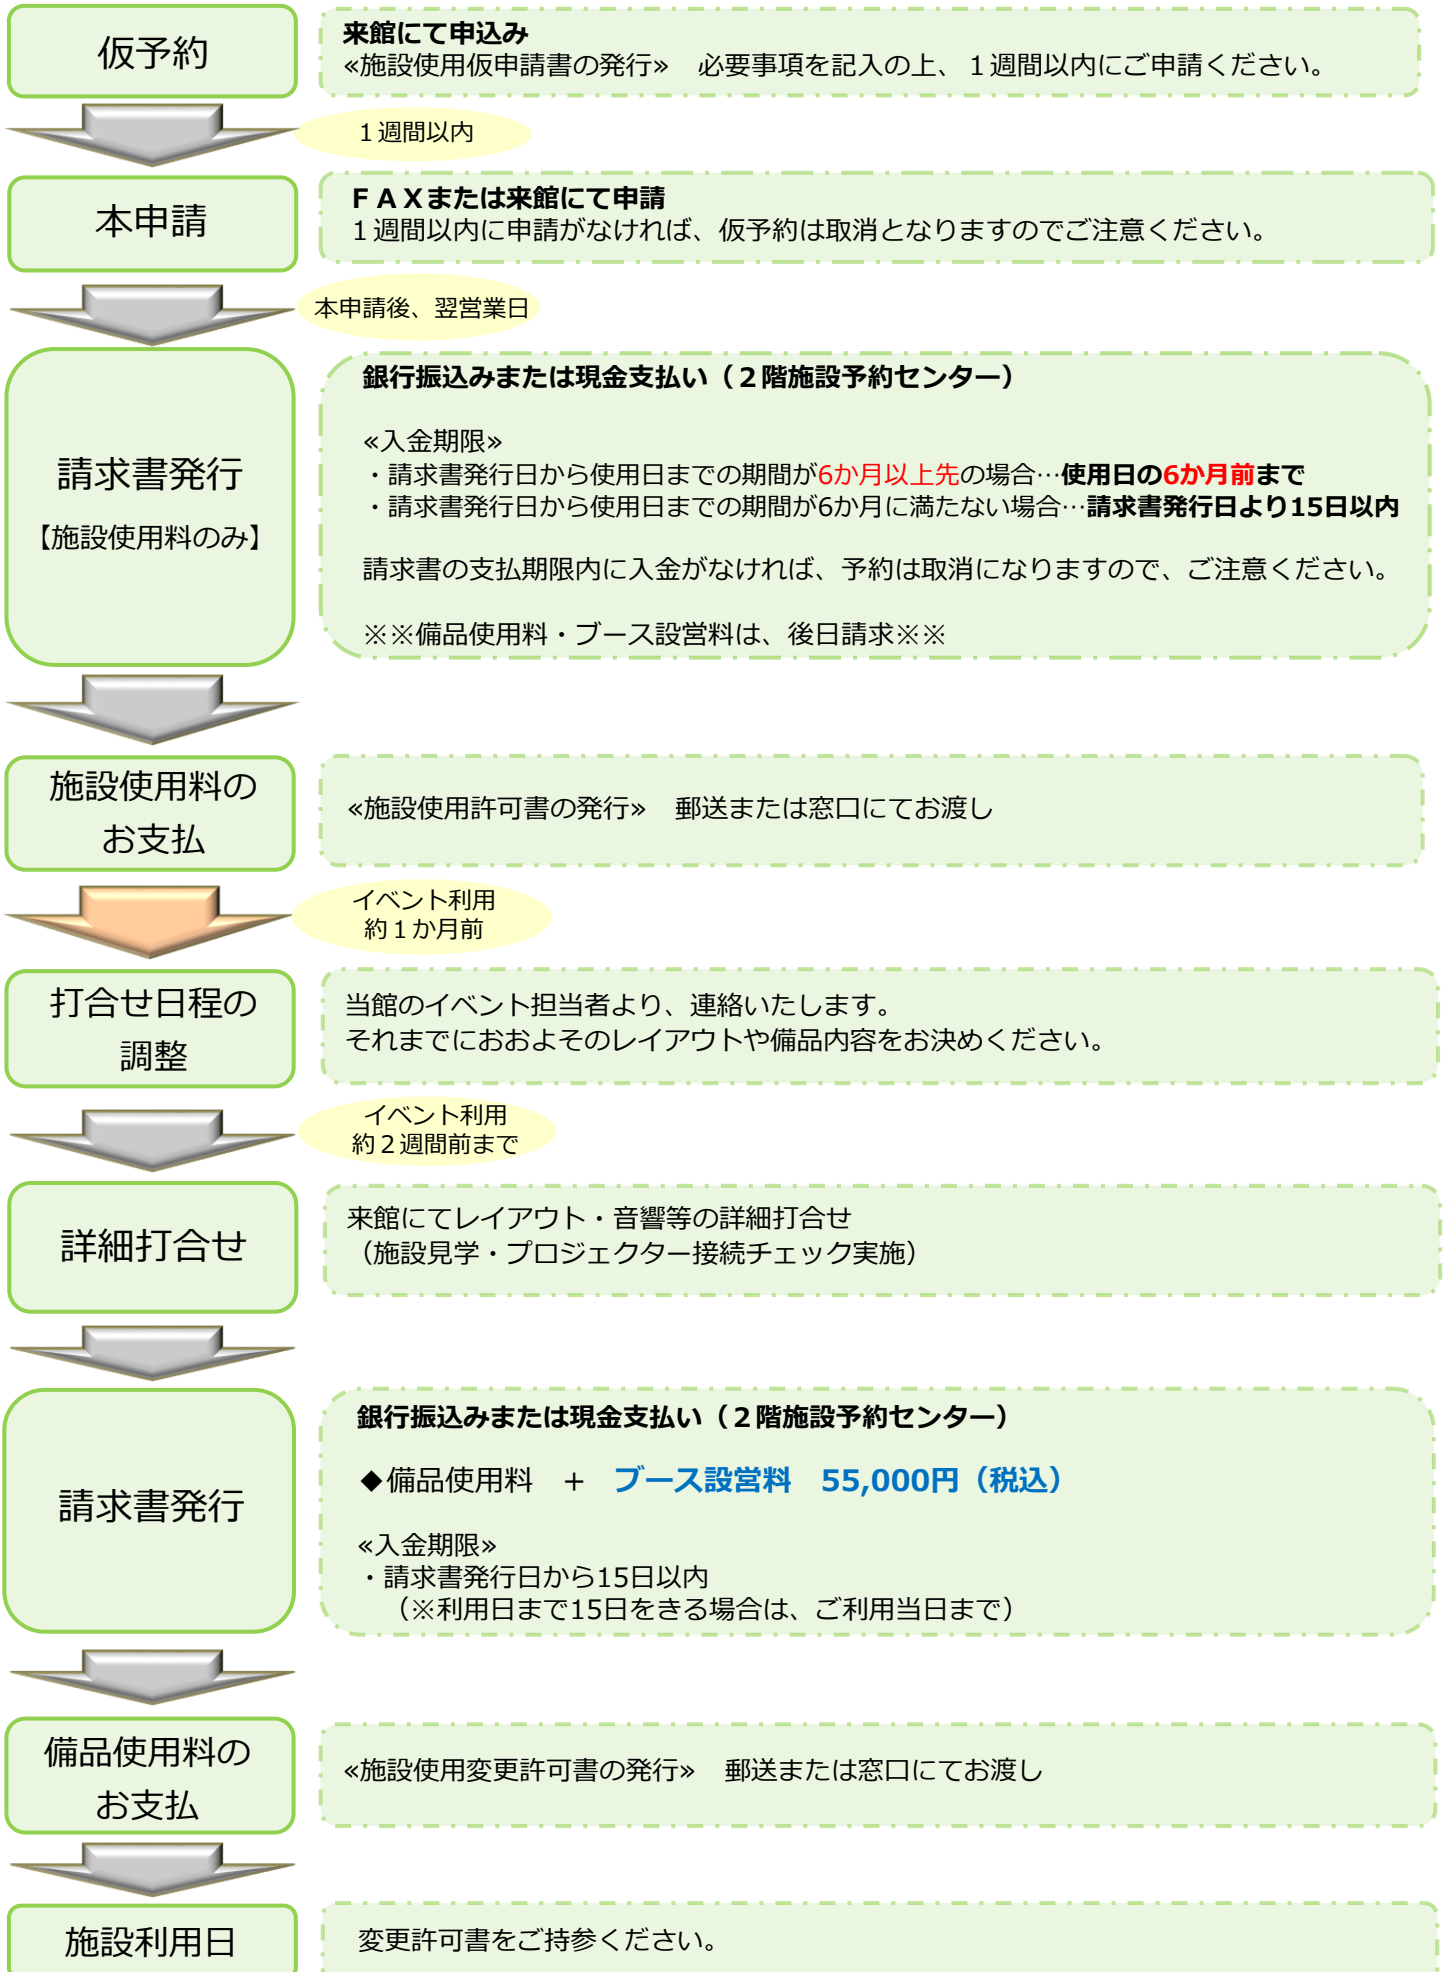 仮予約
来館にて申込み
«施設使用仮申請書の発行»　必要事項を記入の上、１週間以内にご申請ください。
１週間以内
本申請
ＦＡＸまたは来館にて申請
１週間以内に申請がなければ、仮予約は取消となりますのでご注意ください。
本申請後、翌営業日
請求書発行
【施設使用料のみ】
銀行振込みまたは現金支払い（２階施設予約センター）
«入金期限»
・請求書発行日から使用日までの期間が6か月以上先の場合…使用日の6か月前まで
・請求書発行日から使用日までの期間が6か月に満たない場合…請求書発行日より15日以内
請求書の支払期限内に入金がなければ、予約は取消になりますので、ご注意ください。
※※備品使用料・ブース設営料は、後日請求※※
施設使用料の
お支払
«施設使用許可書の発行»　郵送または窓口にてお渡し
イベント利用
約１か月前
打合せ日程の
調整
当館のイベント担当者より、連絡いたします。
それまでにおおよそのレイアウトや備品内容をお決めください。
イベント利用
約２週間前まで
詳細打合せ
来館にてレイアウト・音響等の詳細打合せ
（施設見学・プロジェクター接続チェック実施）
請求書発行
銀行振込みまたは現金支払い（２階施設予約センター）
◆備品使用料　+　ブース設営料　55,000円（税込）
«入金期限»
・請求書発行日から15日以内
（※利用日まで15日をきる場合は、ご利用当日まで）
備品使用料の
お支払
«施設使用変更許可書の発行»　郵送または窓口にてお渡し
施設利用日
変更許可書をご持参ください。